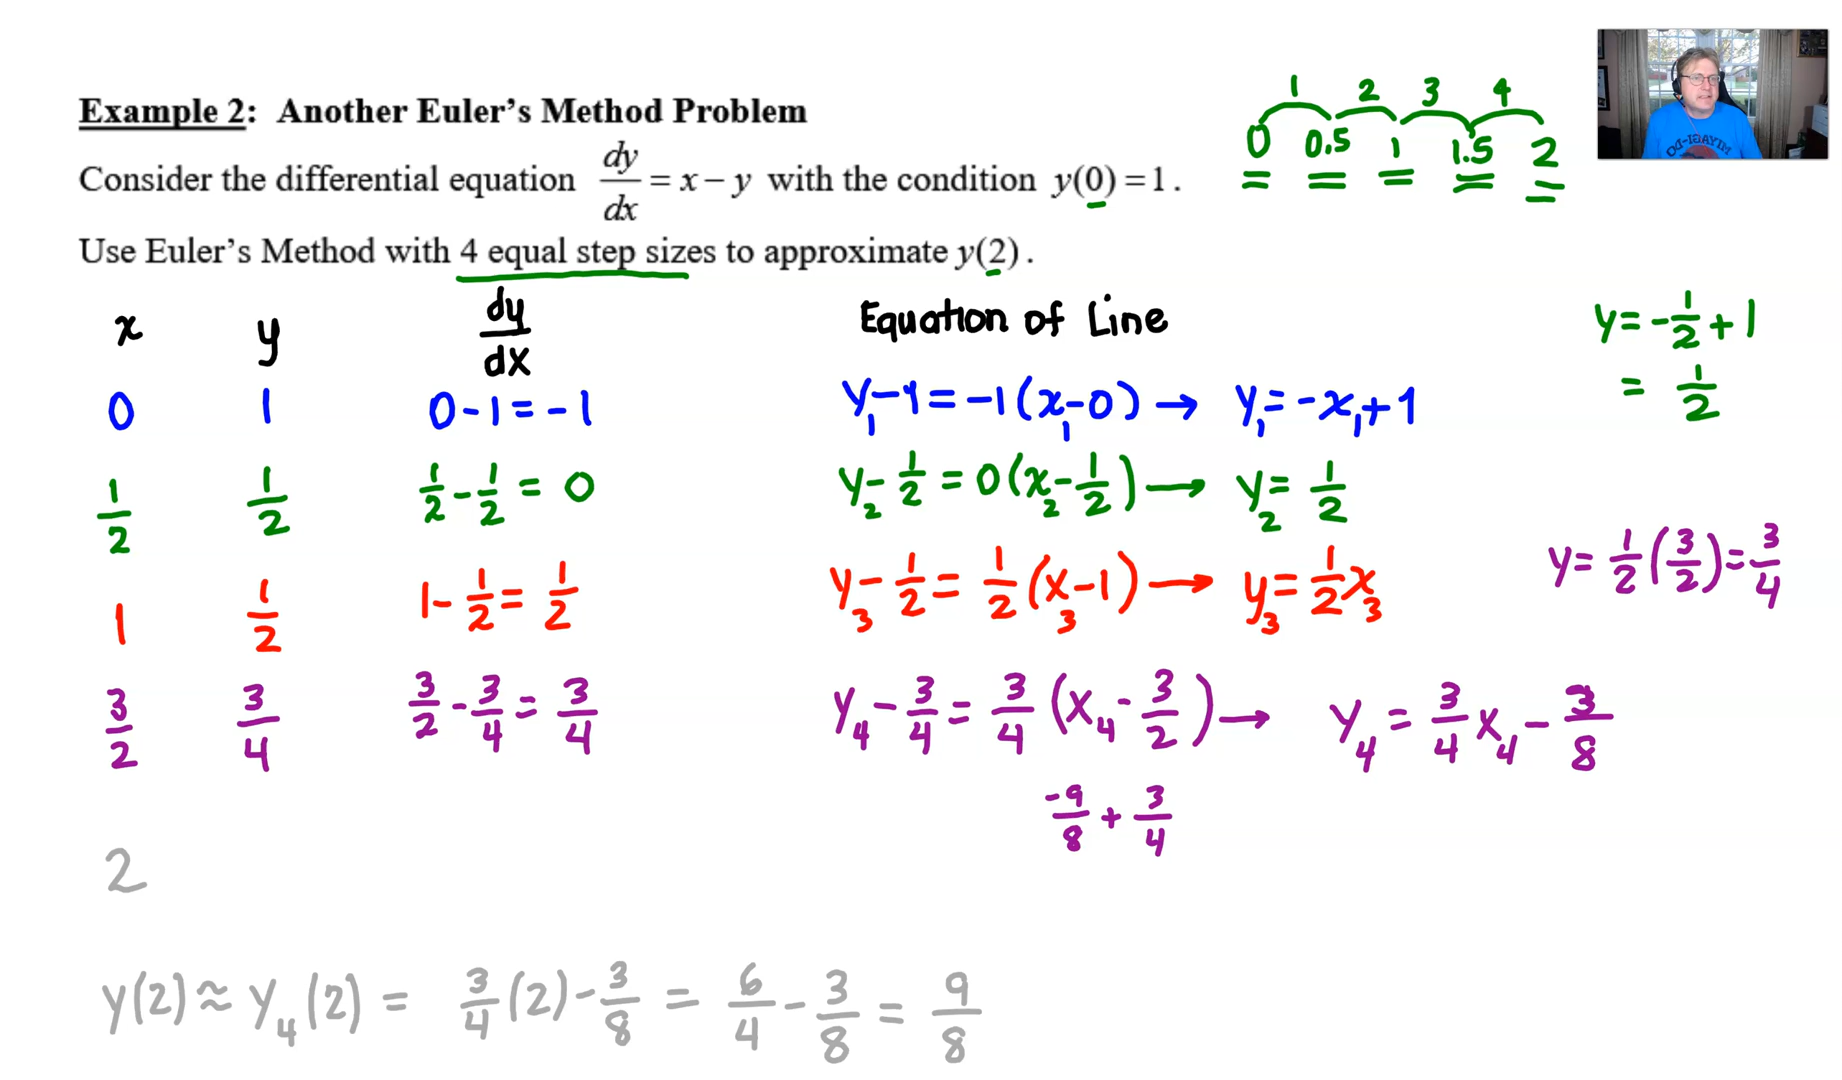 1 2 3 4
Example 2: Another Euler's Method Problem
0 0.5 1 1.5 2
Consider the differential equation dy/dx = x − y with the condition y(0) = 1.
Use Euler's Method with 4 equal step sizes to approximate y(2).
x y dy/dx Equation of Line
y = -1/2 + 1
= 1/2
0 1 0 - 1 = -1 y₁ - 1 = -1(x₁ - 0) → y₁ = -x₁ + 1
1/2 1/2 1/2 - 1/2 = 0 y₂ - 1/2 = 0(x₂ - 1/2) → y₂ = 1/2
1 1/2 1 - 1/2 = 1/2 y₃ - 1/2 = 1/2(x₃ - 1) → y₃ = 1/2x₃
y = 1/2(3/2) = 3/4
3/2 3/4 3/2 - 3/4 = 3/4 y₄ - 3/4 = 3/4(x₄ - 3/2) → y₄ = 3/4x₄ - 3/8
-9/8 + 3/4
2
y(2) ≈ y₄(2) = 3/4(2) - 3/8 = 6/4 - 3/8 = 9/8